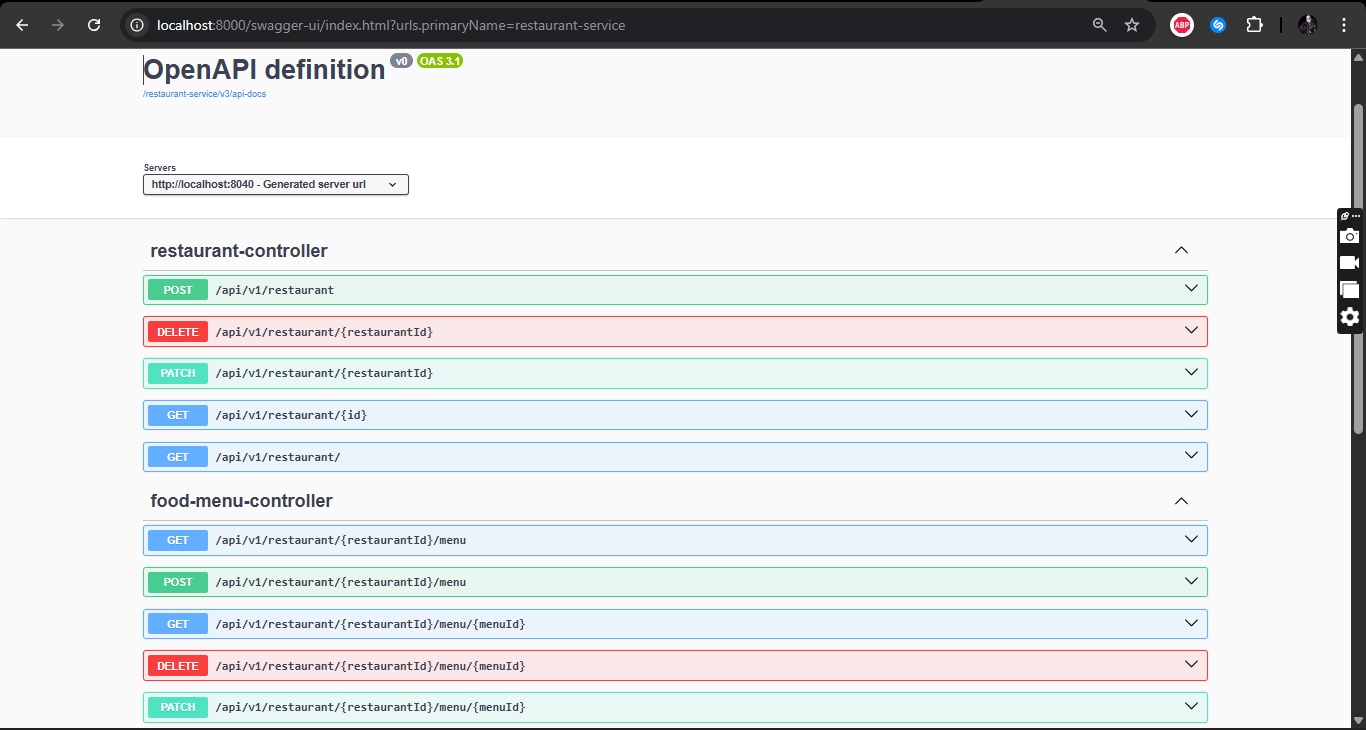 localhost:8000/swagger-ui/index.html?urls.primaryName=restaurant-service
ABP
OpenAPI definition v0 OAS 3.1
/restaurant-service/v3/api-docs
Servers
http://localhost:8040 - Generated server url
restaurant-controller
POST /api/v1/restaurant
DELETE /api/v1/restaurant/{restaurantId}
PATCH /api/v1/restaurant/{restaurantId}
GET /api/v1/restaurant/{id}
GET /api/v1/restaurant/
food-menu-controller
GET /api/v1/restaurant/{restaurantId}/menu
POST /api/v1/restaurant/{restaurantId}/menu
GET /api/v1/restaurant/{restaurantId}/menu/{menuId}
DELETE /api/v1/restaurant/{restaurantId}/menu/{menuId}
PATCH /api/v1/restaurant/{restaurantId}/menu/{menuId}